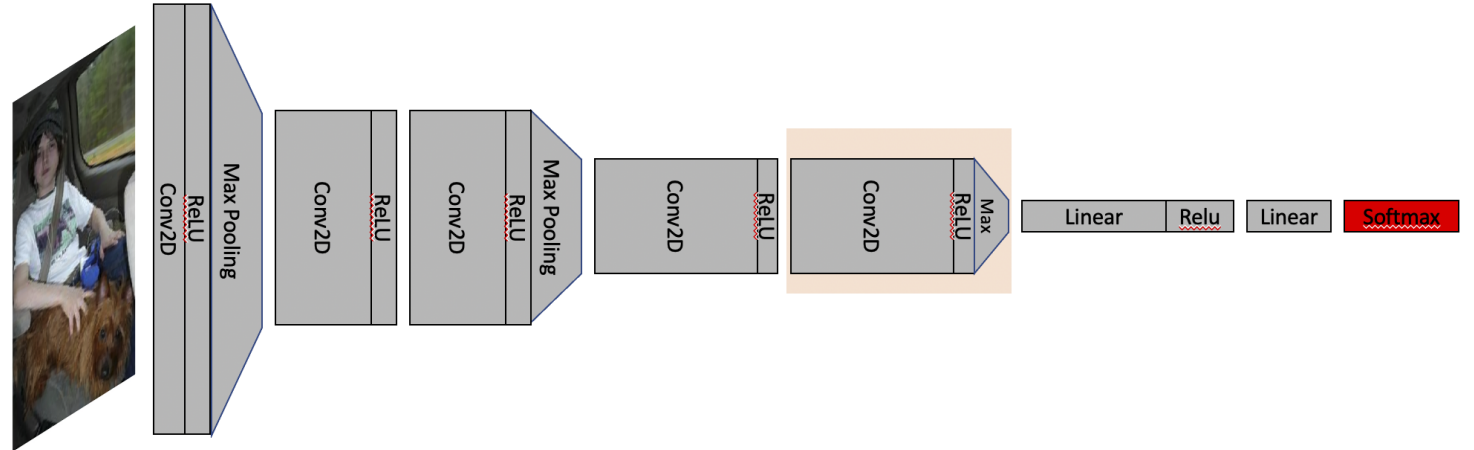 Conv2D
ReLU
Max Pooling
Conv2D
ReLU
Conv2D
ReLU
Max Pooling
Conv2D
ReLU
Conv2D
ReLU
Max
Linear
Relu
Linear
Softmax